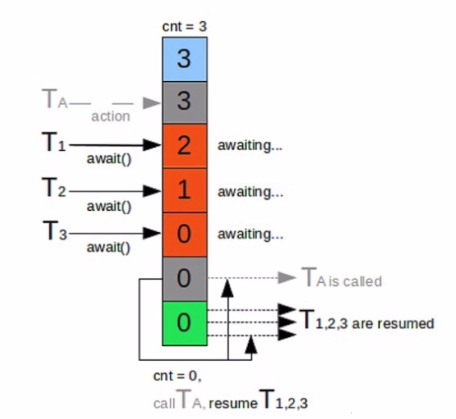 cnt = 3
3
TA action 3
T1 await() 2 awaiting...
T2 await() 1 awaiting...
T3 await() 0 awaiting...
0 TA is called
0 T1,2,3 are resumed
cnt = 0,
call TA, resume T1,2,3